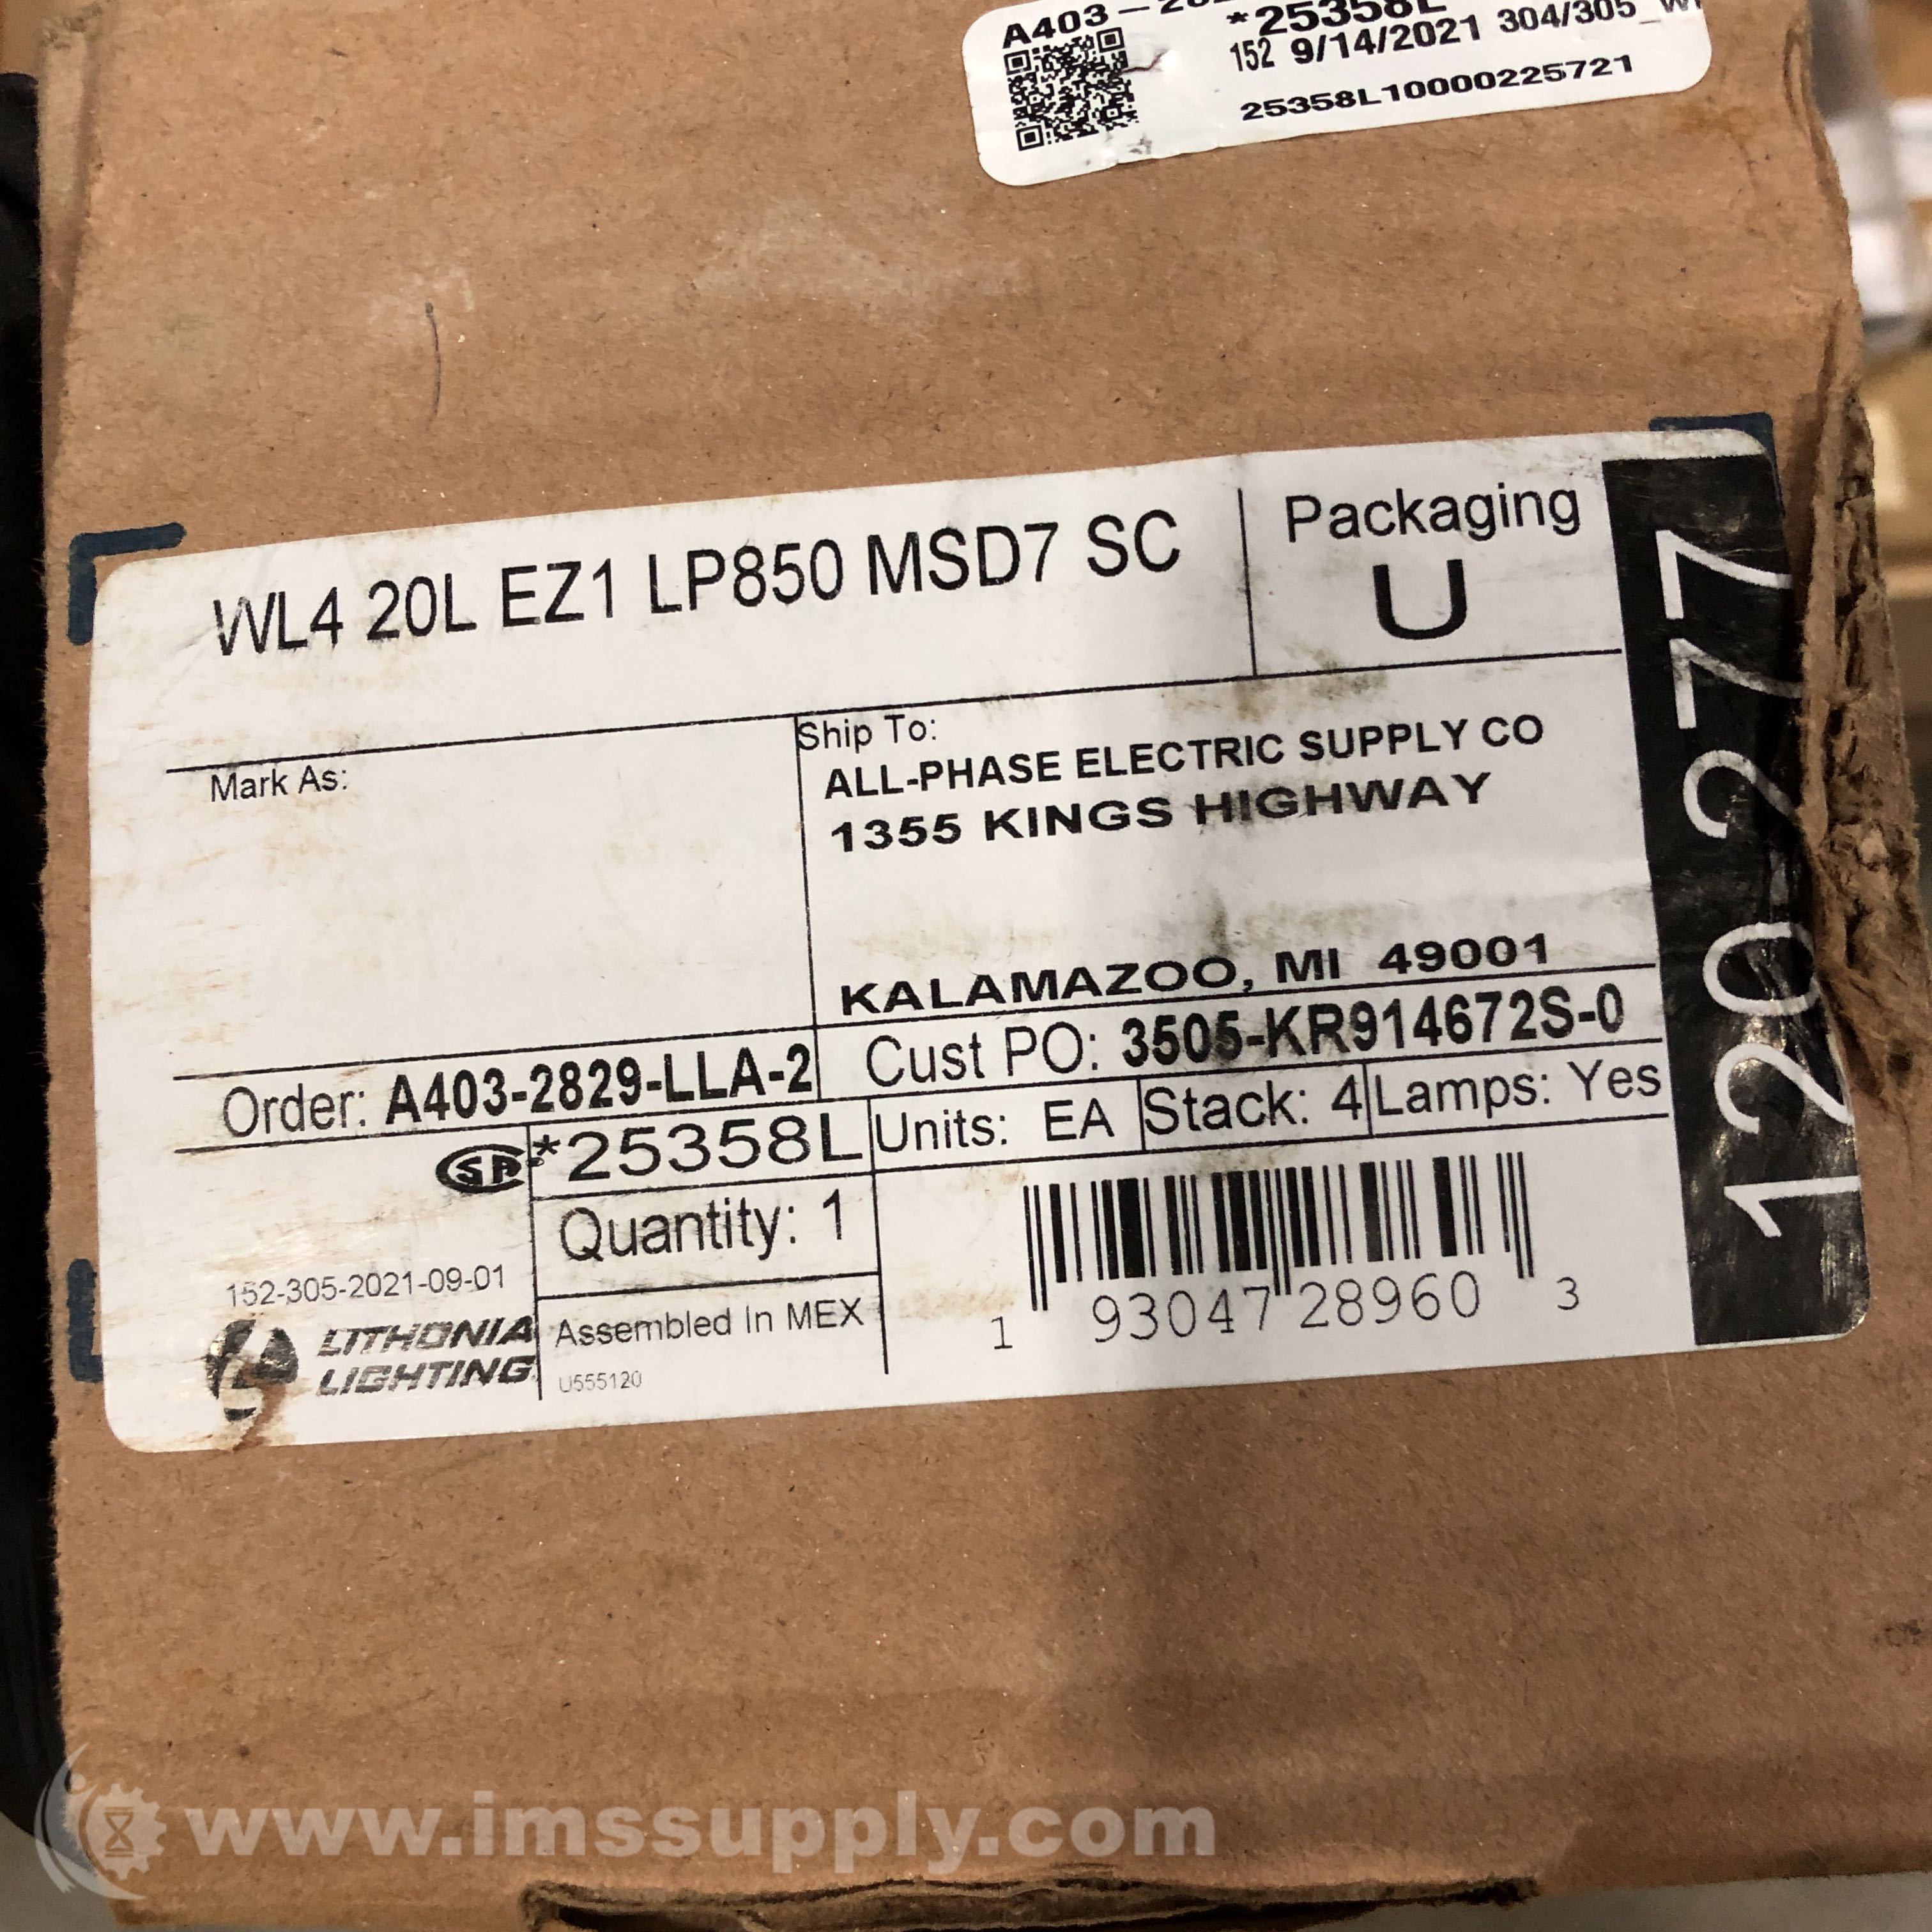 A403
*25358L
152 9/14/2021 304/305_W
25358L10000225721
WL4 20L EZ1 LP850 MSD7 SC
Packaging
U
120-277
Mark As:
Ship To:
ALL-PHASE ELECTRIC SUPPLY CO
1355 KINGS HIGHWAY
KALAMAZOO, MI 49001
Order: A403-2829-LLA-2
Cust PO: 3505-KR914672S-0
*25358L
Units: EA
Stack: 4
Lamps: Yes
Quantity: 1
152-305-2021-09-01
LITHONIA
LIGHTING
Assembled In MEX
U555120
1 93047 28960 3
www.imssupply.com